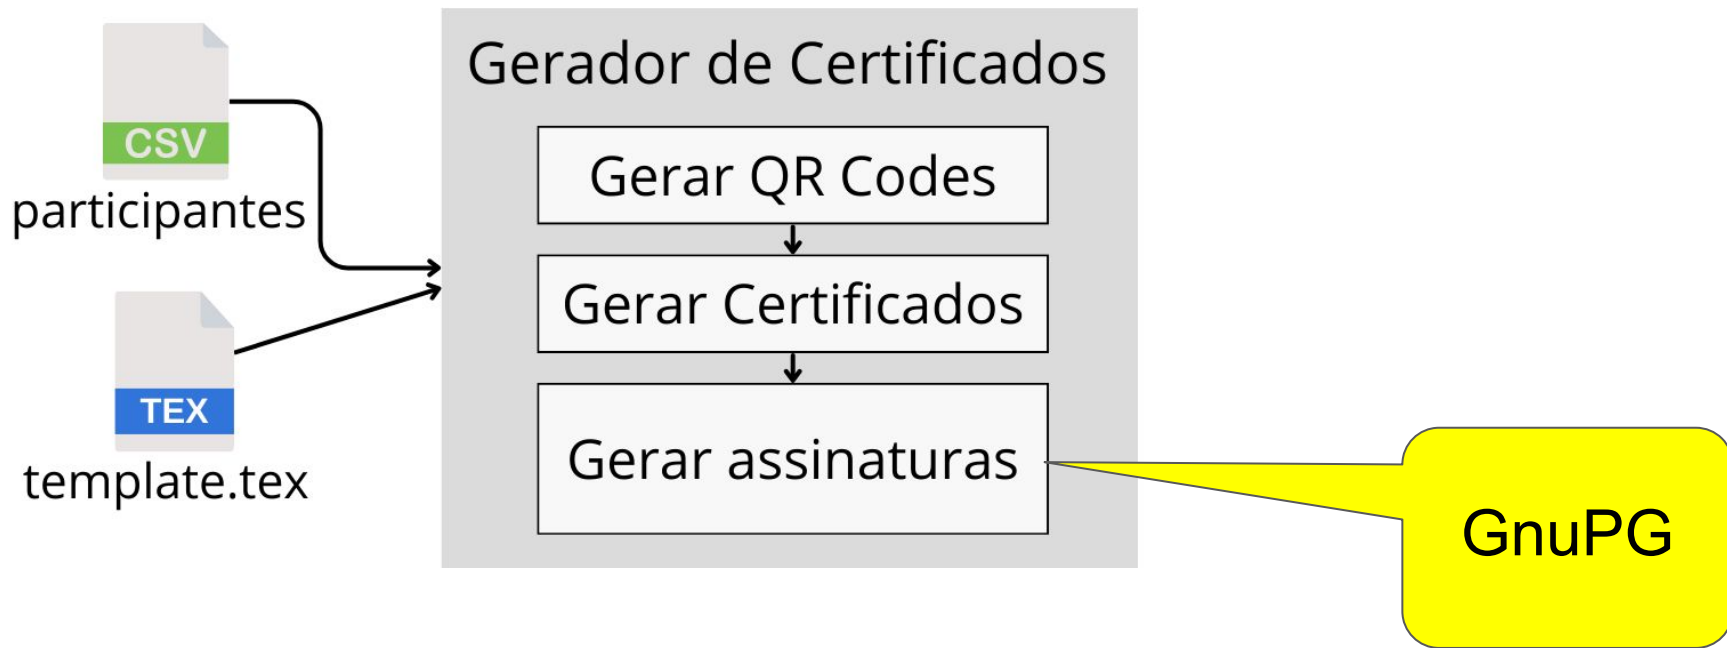 CSV
participantes
TEX
template.tex
Gerador de Certificados
Gerar QR Codes
Gerar Certificados
Gerar assinaturas
GnuPG